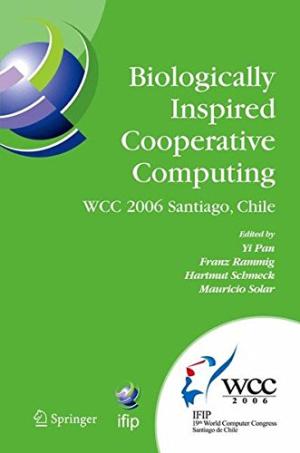 Biologically
Inspired
Cooperative
Computing
WCC 2006 Santiago, Chile
Edited by
Yi Pan
Franz Rammig
Hartmut Schmeck
Mauricio Solar
WCC
2006
IFIP
19th World Computer Congress
Santiago de Chile
Springer
ifip